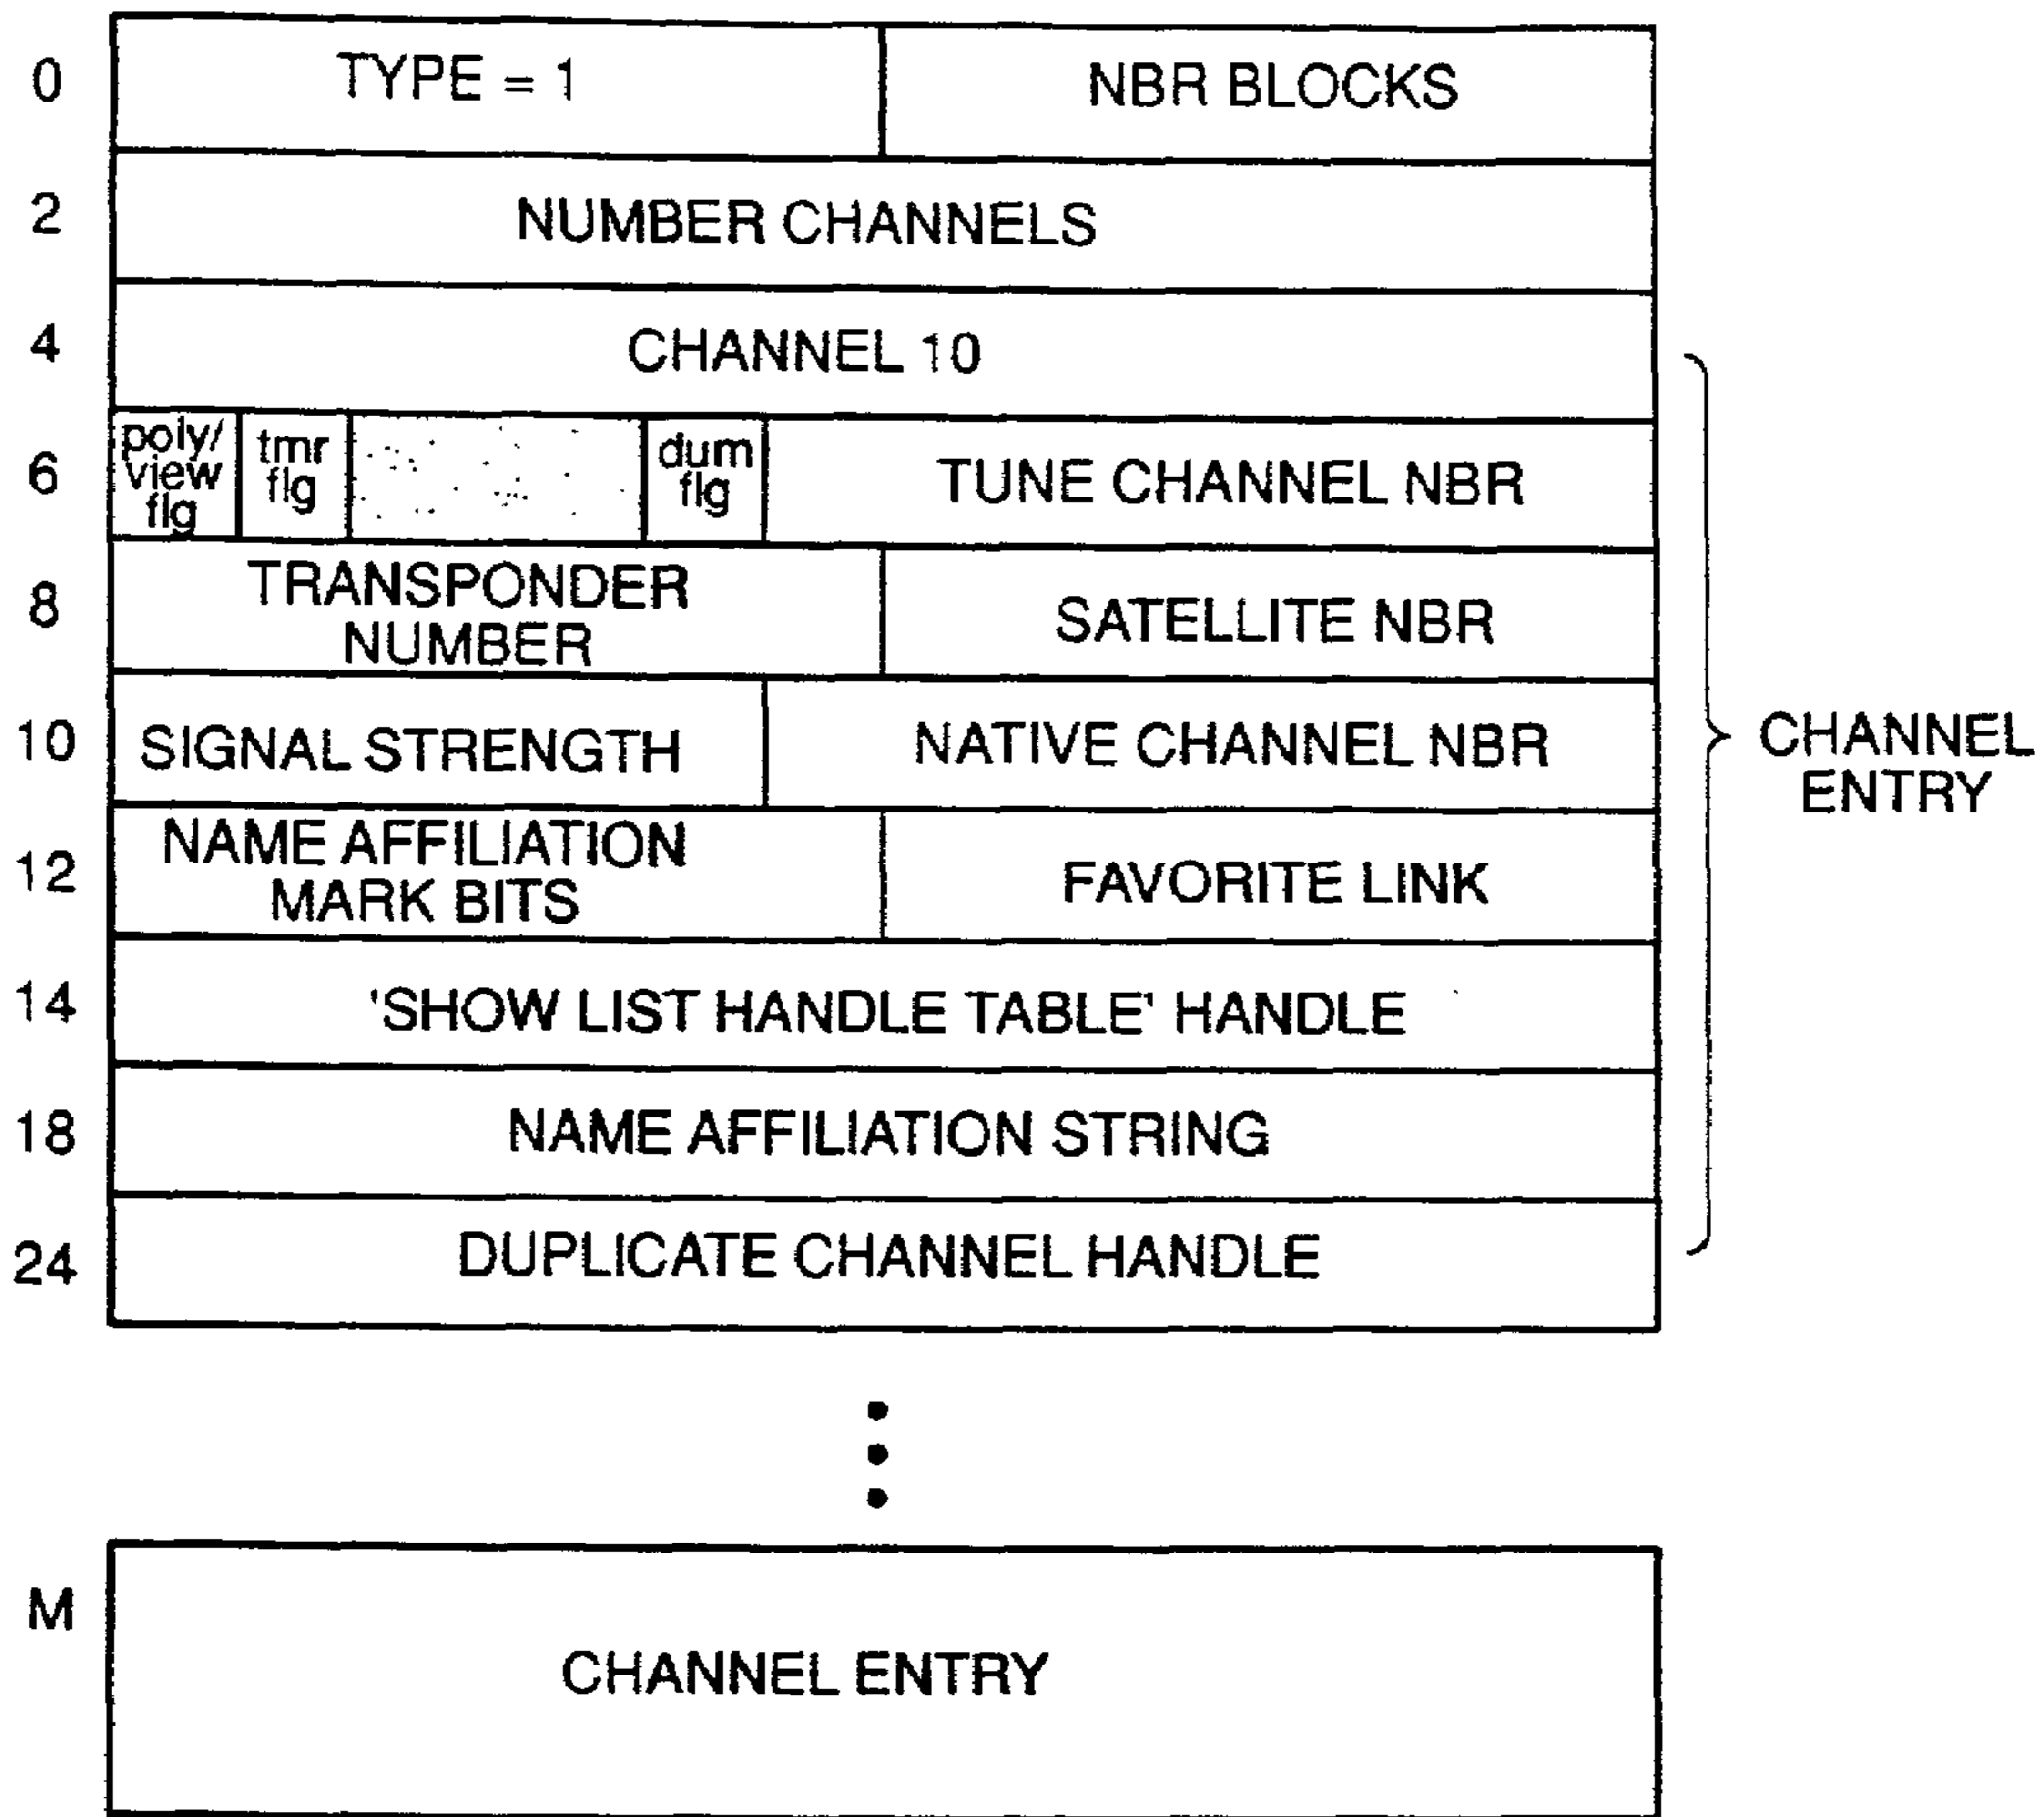 0 TYPE = 1 NBR BLOCKS
2 NUMBER CHANNELS
4 CHANNEL 10
6 poly/ view flg tmr flg dum flg TUNE CHANNEL NBR
8 TRANSPONDER NUMBER SATELLITE NBR
10 SIGNAL STRENGTH NATIVE CHANNEL NBR
12 NAME AFFILIATION MARK BITS FAVORITE LINK
14 'SHOW LIST HANDLE TABLE' HANDLE
18 NAME AFFILIATION STRING
24 DUPLICATE CHANNEL HANDLE
CHANNEL
ENTRY
M CHANNEL ENTRY